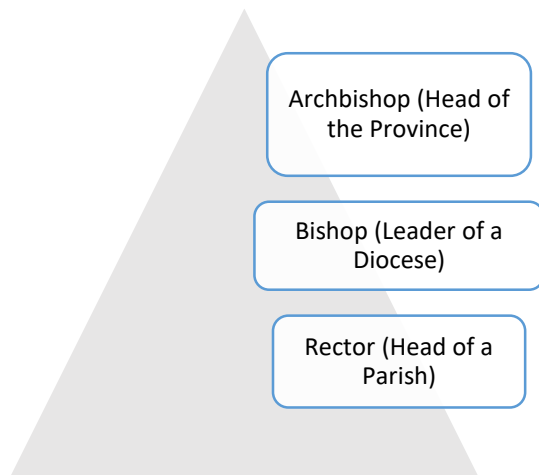 Archbishop (Head of
the Province)
Bishop (Leader of a
Diocese)
Rector (Head of a
Parish)